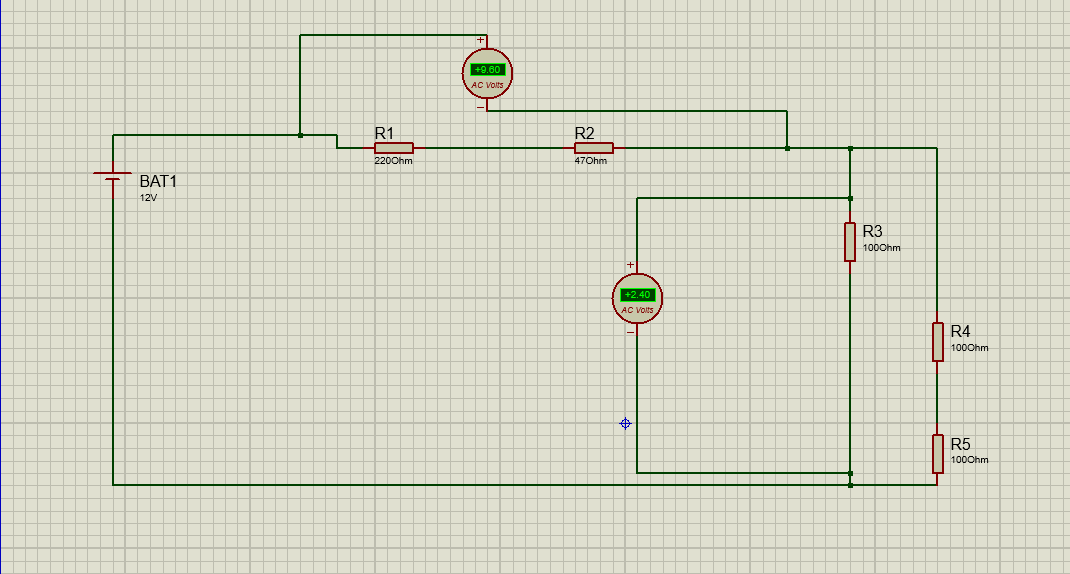 +
+9.60
AC Volts
−
R1
220Ohm
R2
47Ohm
BAT1
12V
R3
100Ohm
+
+2.40
AC Volts
−
R4
100Ohm
R5
100Ohm